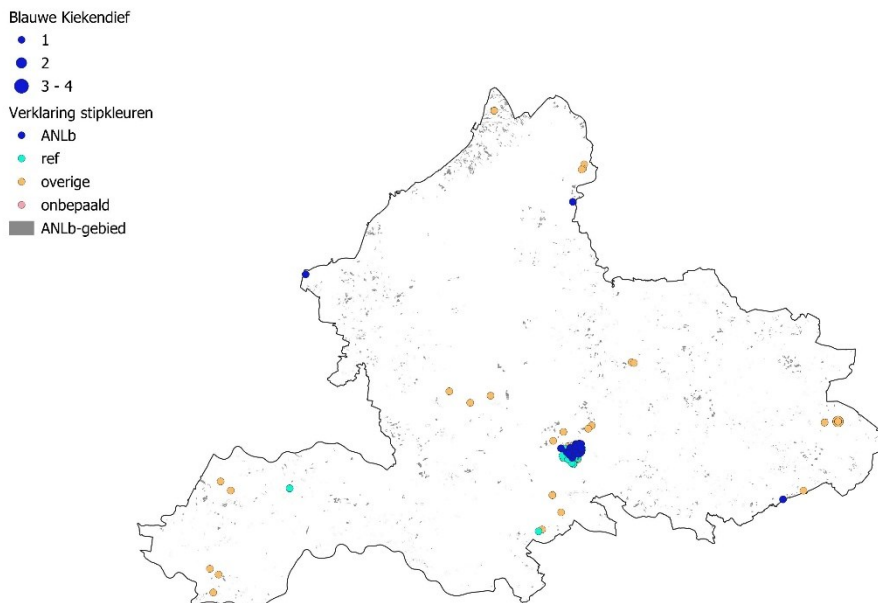 Blauwe Kiekendief
1
2
3 - 4
Verklaring stipkleuren
ANLb
ref
overige
onbepaald
ANLb-gebied